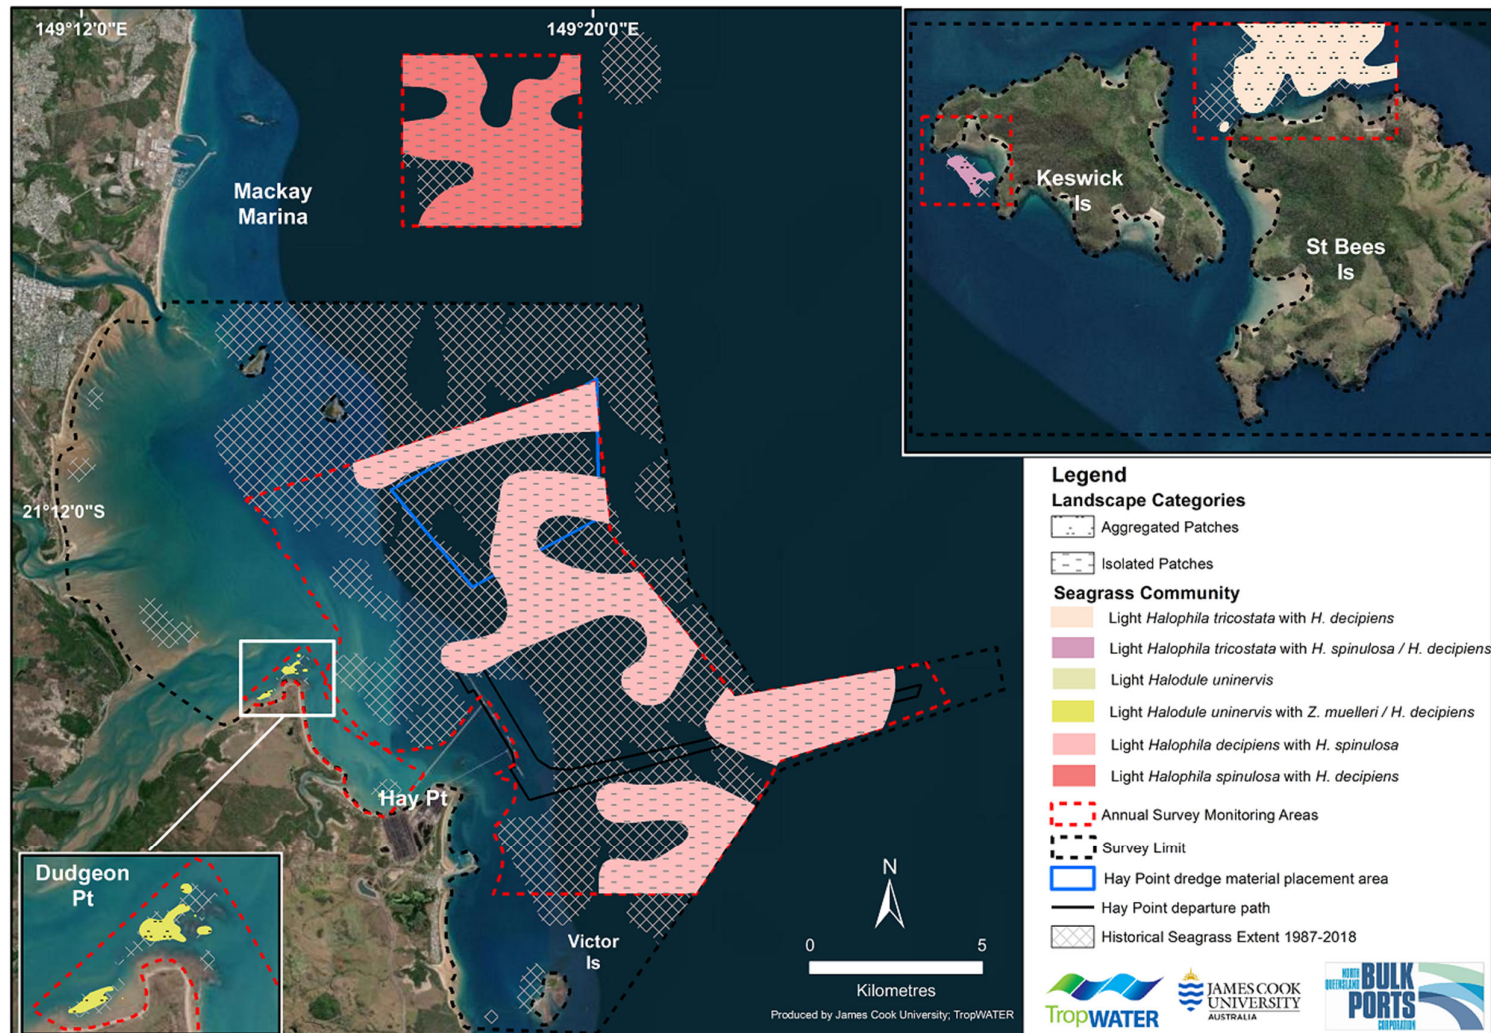 149°12'0"E
149°20'0"E
Mackay
Marina
21°12'0"S
Hay Pt
Dudgeon
Pt
Victor
Is
N
0 5
Kilometres
Produced by James Cook University; TropWATER
Keswick
Is
St Bees
Is
Legend
Landscape Categories
Aggregated Patches
Isolated Patches
Seagrass Community
Light Halophila tricostata with H. decipiens
Light Halophila tricostata with H. spinulosa / H. decipiens
Light Halodule uninervis
Light Halodule uninervis with Z. muelleri / H. decipiens
Light Halophila decipiens with H. spinulosa
Light Halophila spinulosa with H. decipiens
Annual Survey Monitoring Areas
Survey Limit
Hay Point dredge material placement area
Hay Point departure path
Historical Seagrass Extent 1987-2018
TropWATER
JAMES COOK
UNIVERSITY
AUSTRALIA
NORTH
QUEENSLAND
BULK
PORTS
CORPORATION